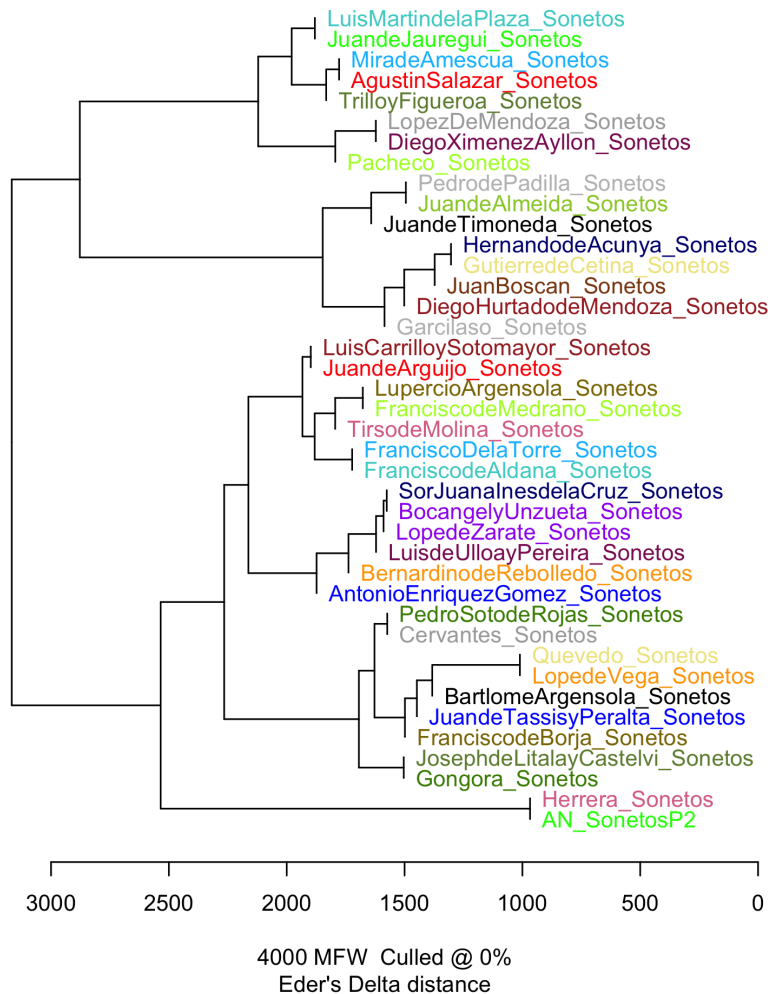 LuisMartindelaPlaza_Sonetos
JuandeJauregui_Sonetos
MiradeAmescua_Sonetos
AgustinSalazar_Sonetos
TrilloyFigueroa_Sonetos
LopezDeMendoza_Sonetos
DiegoXimenezAyllon_Sonetos
Pacheco_Sonetos
PedrodePadilla_Sonetos
JuandeAlmeida_Sonetos
JuandeTimoneda_Sonetos
HernandodeAcunya_Sonetos
GutierredeCetina_Sonetos
JuanBoscan_Sonetos
DiegoHurtadodeMendoza_Sonetos
Garcilaso_Sonetos
LuisCarrilloySotomayor_Sonetos
JuandeArguijo_Sonetos
LupercioArgensola_Sonetos
FranciscodeMedrano_Sonetos
TirsodeMolina_Sonetos
FranciscoDelaTorre_Sonetos
FranciscodeAldana_Sonetos
SorJuanaInesdelaCruz_Sonetos
BocangelyUnzueta_Sonetos
LopedeZarate_Sonetos
LuisdeUlloayPereira_Sonetos
BernardinodeRebolledo_Sonetos
AntonioEnriquezGomez_Sonetos
PedroSotodeRojas_Sonetos
Cervantes_Sonetos
Quevedo_Sonetos
LopedeVega_Sonetos
BartlomeArgensola_Sonetos
JuandeTassisyPeralta_Sonetos
FranciscodeBorja_Sonetos
JosephdeLitalayCastelvi_Sonetos
Gongora_Sonetos
Herrera_Sonetos
AN_SonetosP2
3000 2500 2000 1500 1000 500 0
4000 MFW Culled @ 0%
Eder's Delta distance